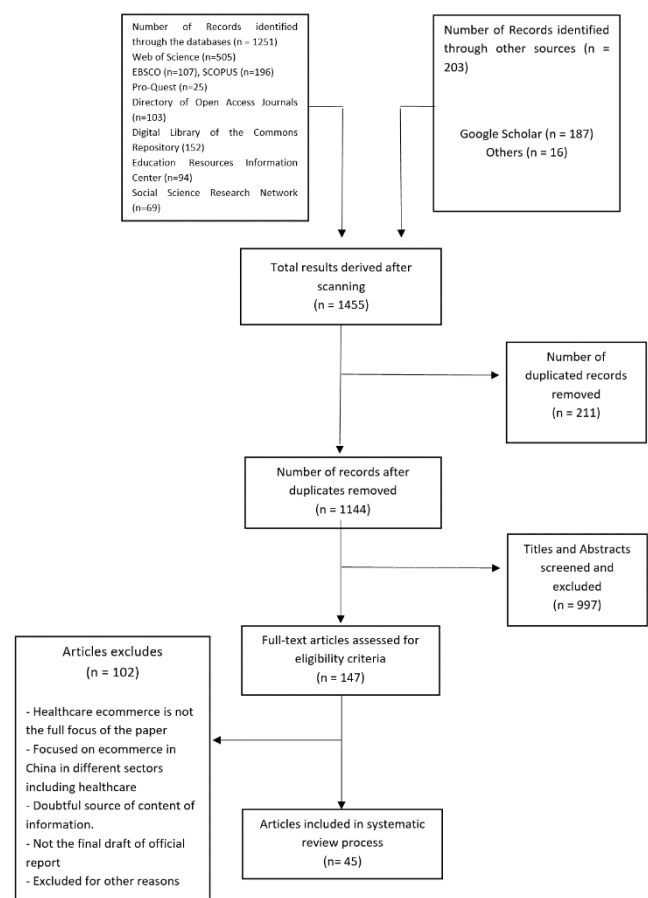 Number of Records identified
through the databases (n = 1251)
Web of Science (n=505)
EBSCO (n=107), SCOPUS (n=196)
Pro-Quest (n=25)
Directory of Open Access Journals
(n=103)
Digital Library of the Commons
Repository (152)
Education Resources Information
Center (n=94)
Social Science Research Network
(n=69)
Number of Records identified
through other sources (n =
203)
Google Scholar (n = 187)
Others (n = 16)
Total results derived after
scanning
(n = 1455)
Number of
duplicated records
removed
(n = 211)
Number of records after
duplicates removed
(n = 1144)
Titles and Abstracts
screened and
excluded
(n = 997)
Full-text articles assessed for
eligibility criteria
(n = 147)
Articles excludes
(n = 102)
- Healthcare ecommerce is not
the full focus of the paper
- Focused on ecommerce in
China in different sectors
including healthcare
- Doubtful source of content of
information.
- Not the final draft of official
report
- Excluded for other reasons
Articles included in systematic
review process
(n= 45)